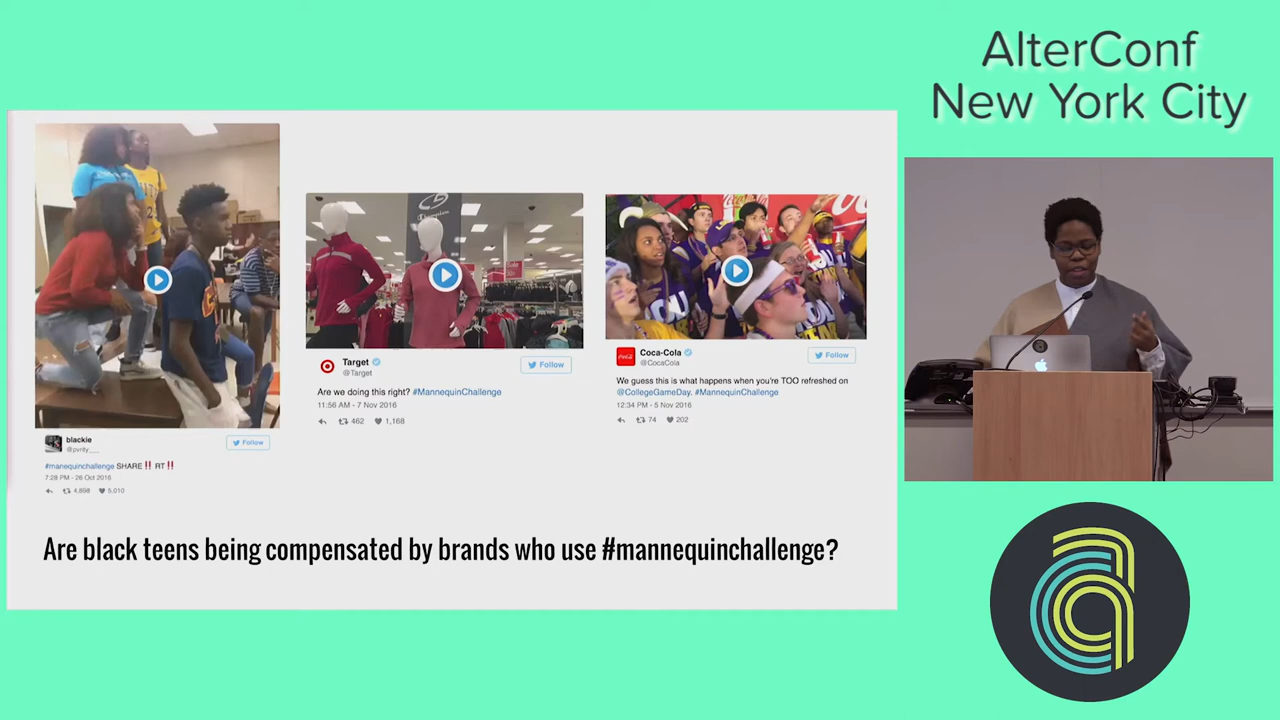 AlterConf
New York City
blackie
@pvrity___
Follow
#manequinchallenge SHARE‼ RT‼
7:28 PM - 26 Oct 2016
4,898 5,010
Champion
Target
@Target
Follow
Are we doing this right? #MannequinChallenge
11:56 AM - 7 Nov 2016
462 1,168
Coca-Cola
@CocaCola
Follow
We guess this is what happens when you're TOO refreshed on
@CollegeGameDay. #MannequinChallenge
12:34 PM - 5 Nov 2016
74 202
Are black teens being compensated by brands who use #mannequinchallenge?